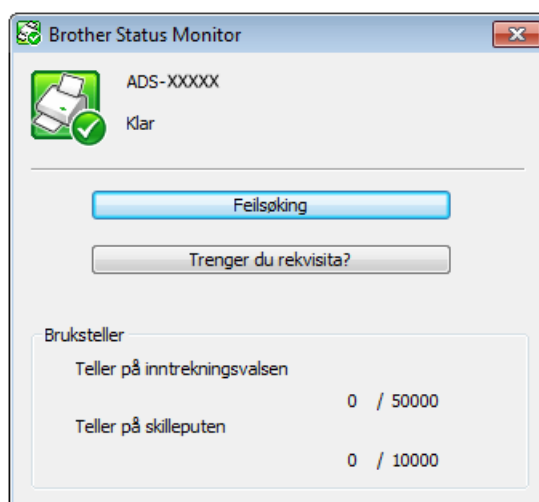 Brother Status Monitor
ADS-XXXXX
Klar
Feilsøking
Trenger du rekvisita?
Bruksteller
Teller på inntrekningsvalsen
0 / 50000
Teller på skilleputen
0 / 10000